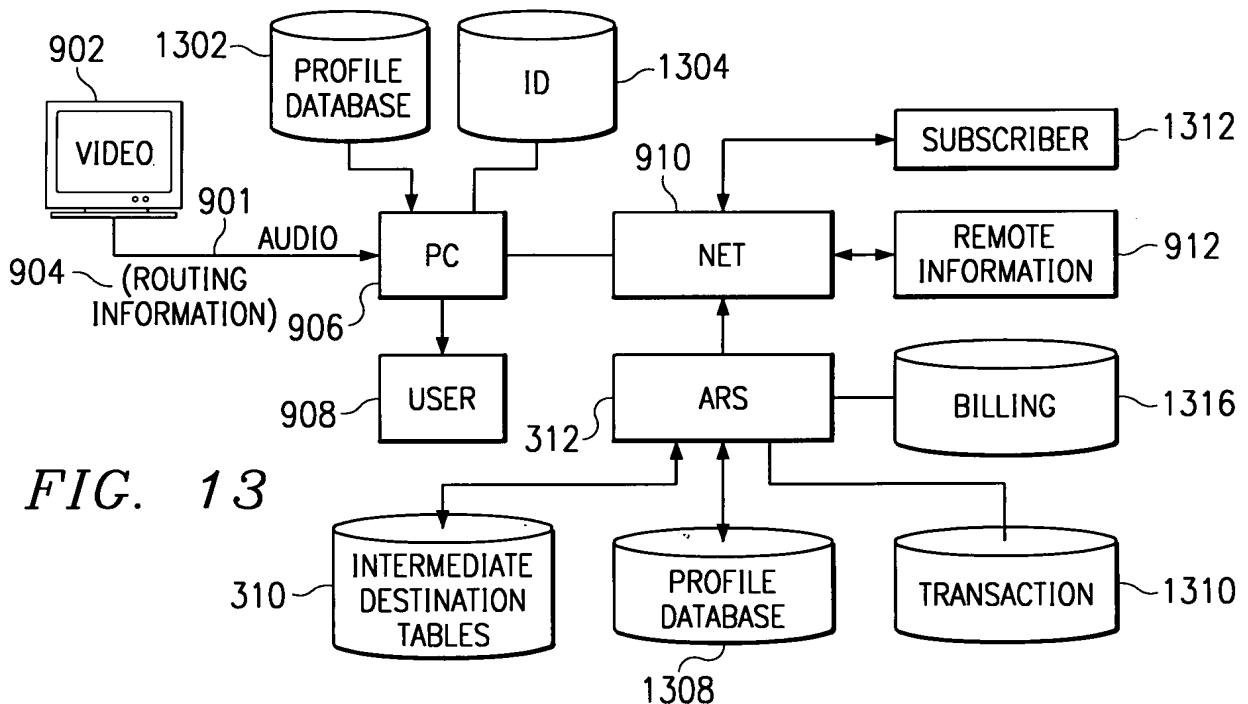 902
1302
PROFILE
DATABASE
ID
1304
VIDEO
901
AUDIO
904
(ROUTING
INFORMATION)
PC
906
910
NET
SUBSCRIBER
1312
REMOTE
INFORMATION
912
USER
908
ARS
312
BILLING
1316
FIG. 13
INTERMEDIATE
DESTINATION
TABLES
310
PROFILE
DATABASE
1308
TRANSACTION
1310